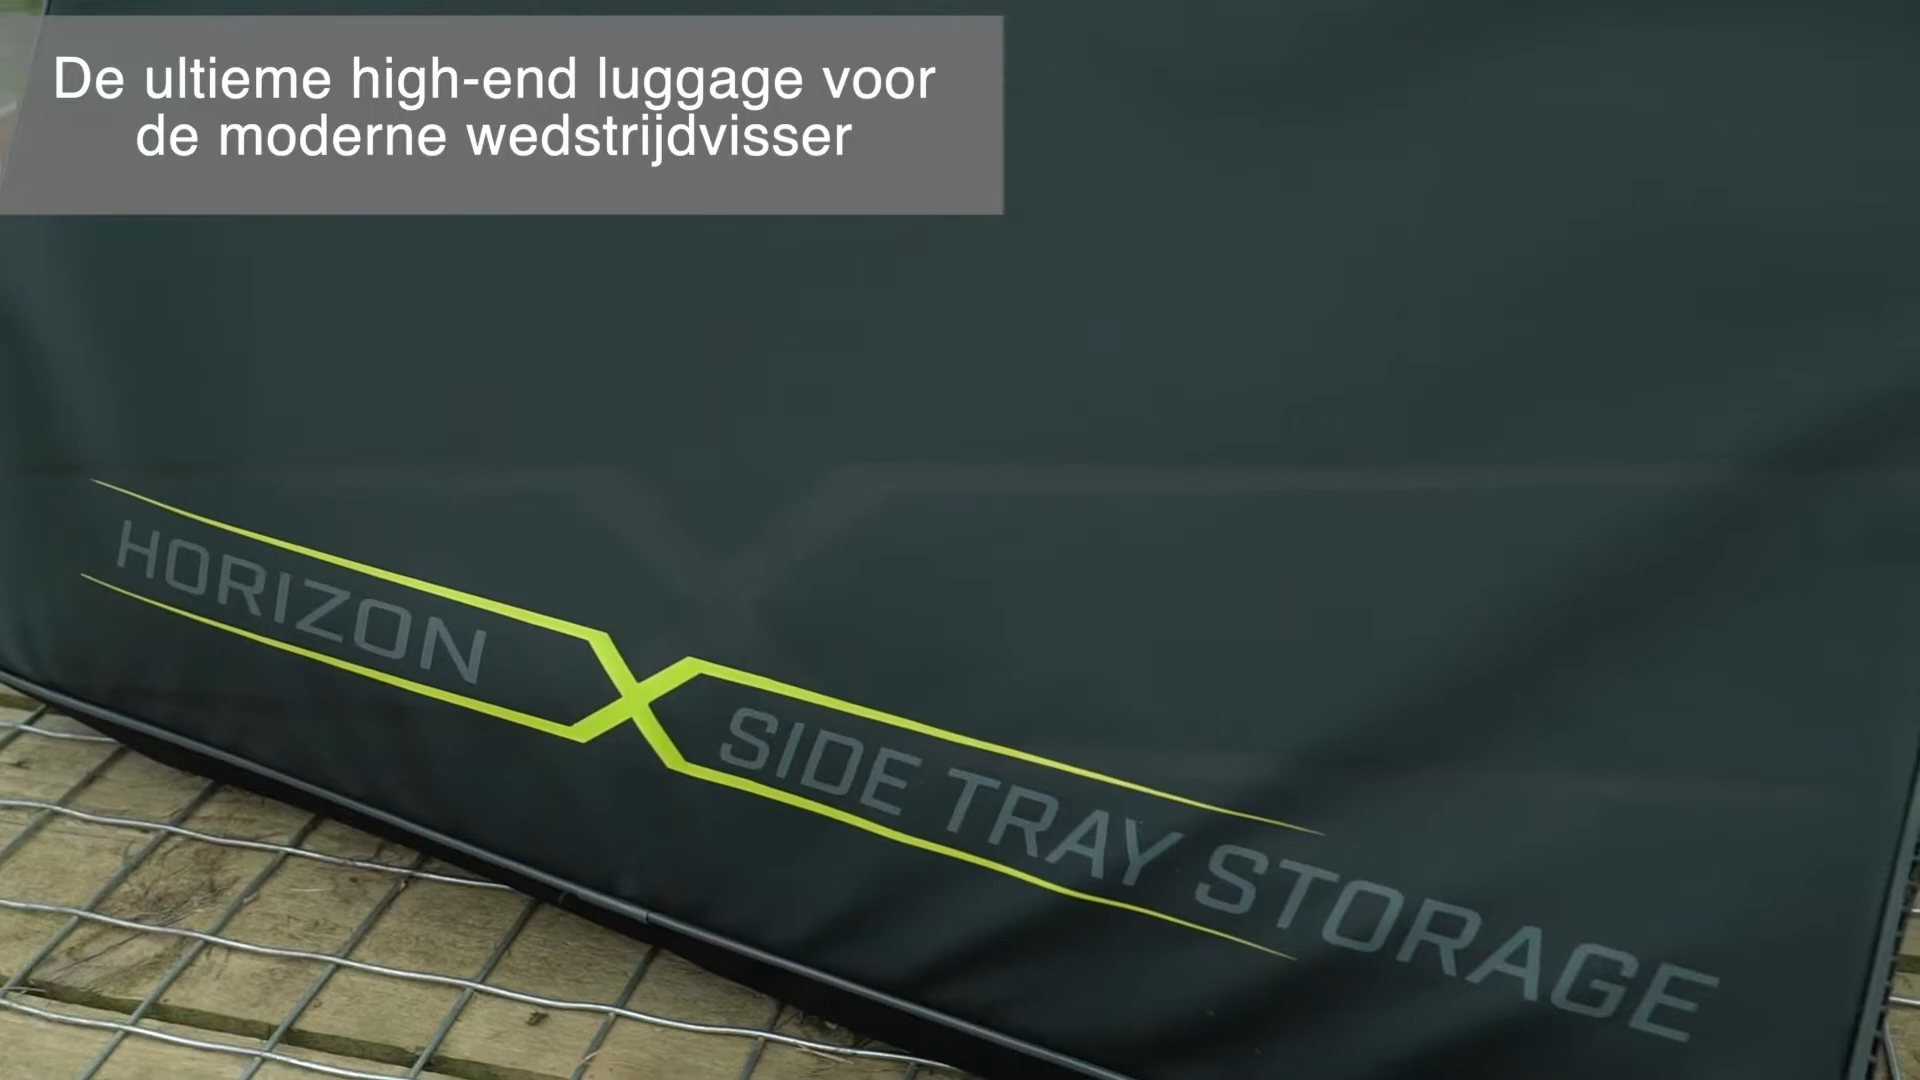 De ultieme high-end luggage voor
de moderne wedstrijdvisser
HORIZON X SIDE TRAY STORAGE